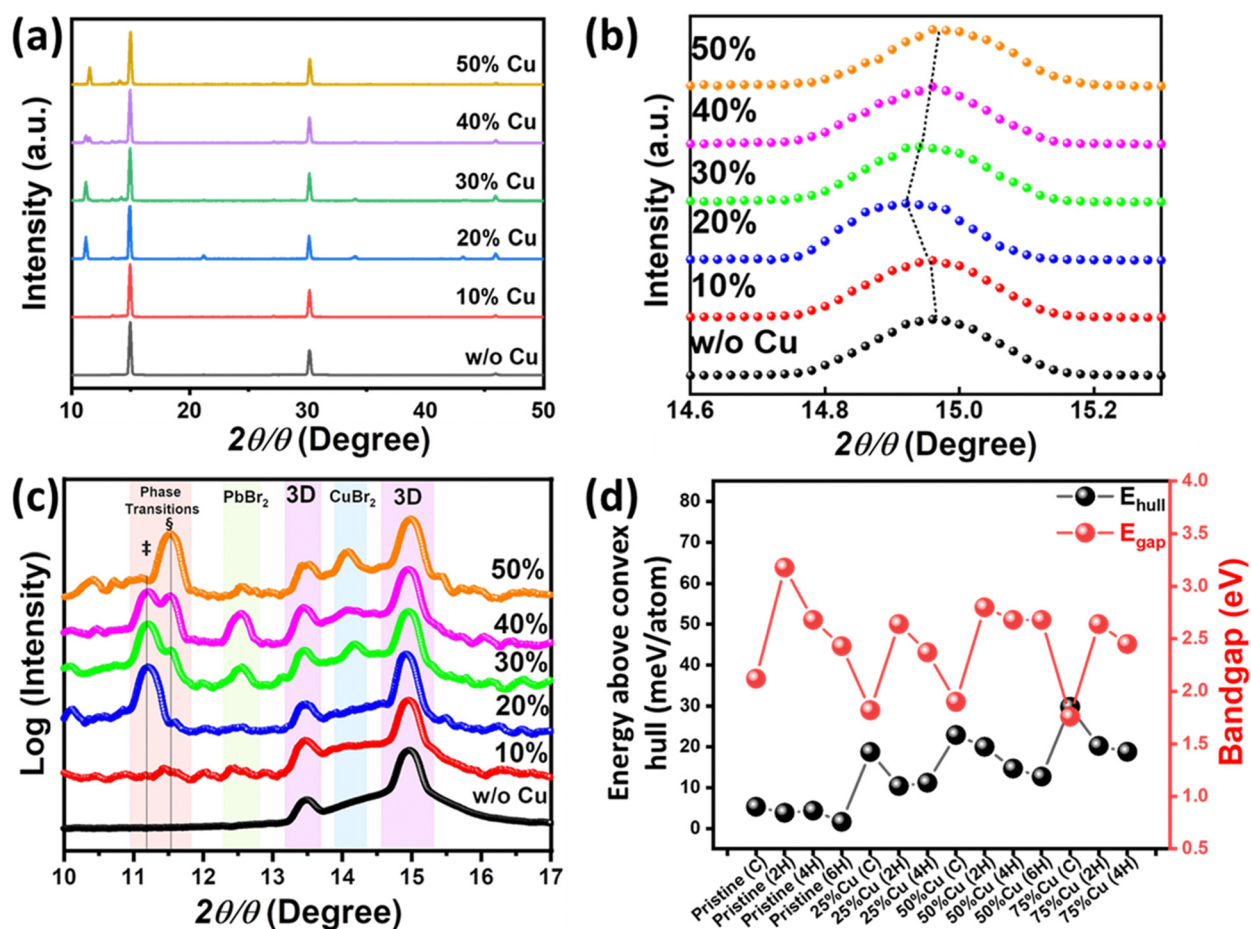 (a)
50% Cu
40% Cu
30% Cu
20% Cu
10% Cu
w/o Cu
Intensity (a.u.)
10 20 30 40 50
2θ/θ (Degree)
(b)
50%
40%
30%
20%
10%
w/o Cu
Intensity (a.u.)
14.6 14.8 15.0 15.2
2θ/θ (Degree)
(c)
Phase
Transitions
‡ §
PbBr2
3D
CuBr2
3D
50%
40%
30%
20%
10%
w/o Cu
Log (Intensity)
10 11 12 13 14 15 16 17
2θ/θ (Degree)
(d)
Ehull
Egap
Energy above convex
hull (meV/atom)
80
70
60
50
40
30
20
10
0
Bandgap (eV)
4.0
3.5
3.0
2.5
2.0
1.5
1.0
0.5
Pristine (C)
Pristine (2H)
Pristine (4H)
Pristine (6H)
25%Cu (C)
25%Cu (2H)
25%Cu (4H)
50%Cu (C)
50%Cu (2H)
50%Cu (4H)
50%Cu (6H)
75%Cu (C)
75%Cu (2H)
75%Cu (4H)